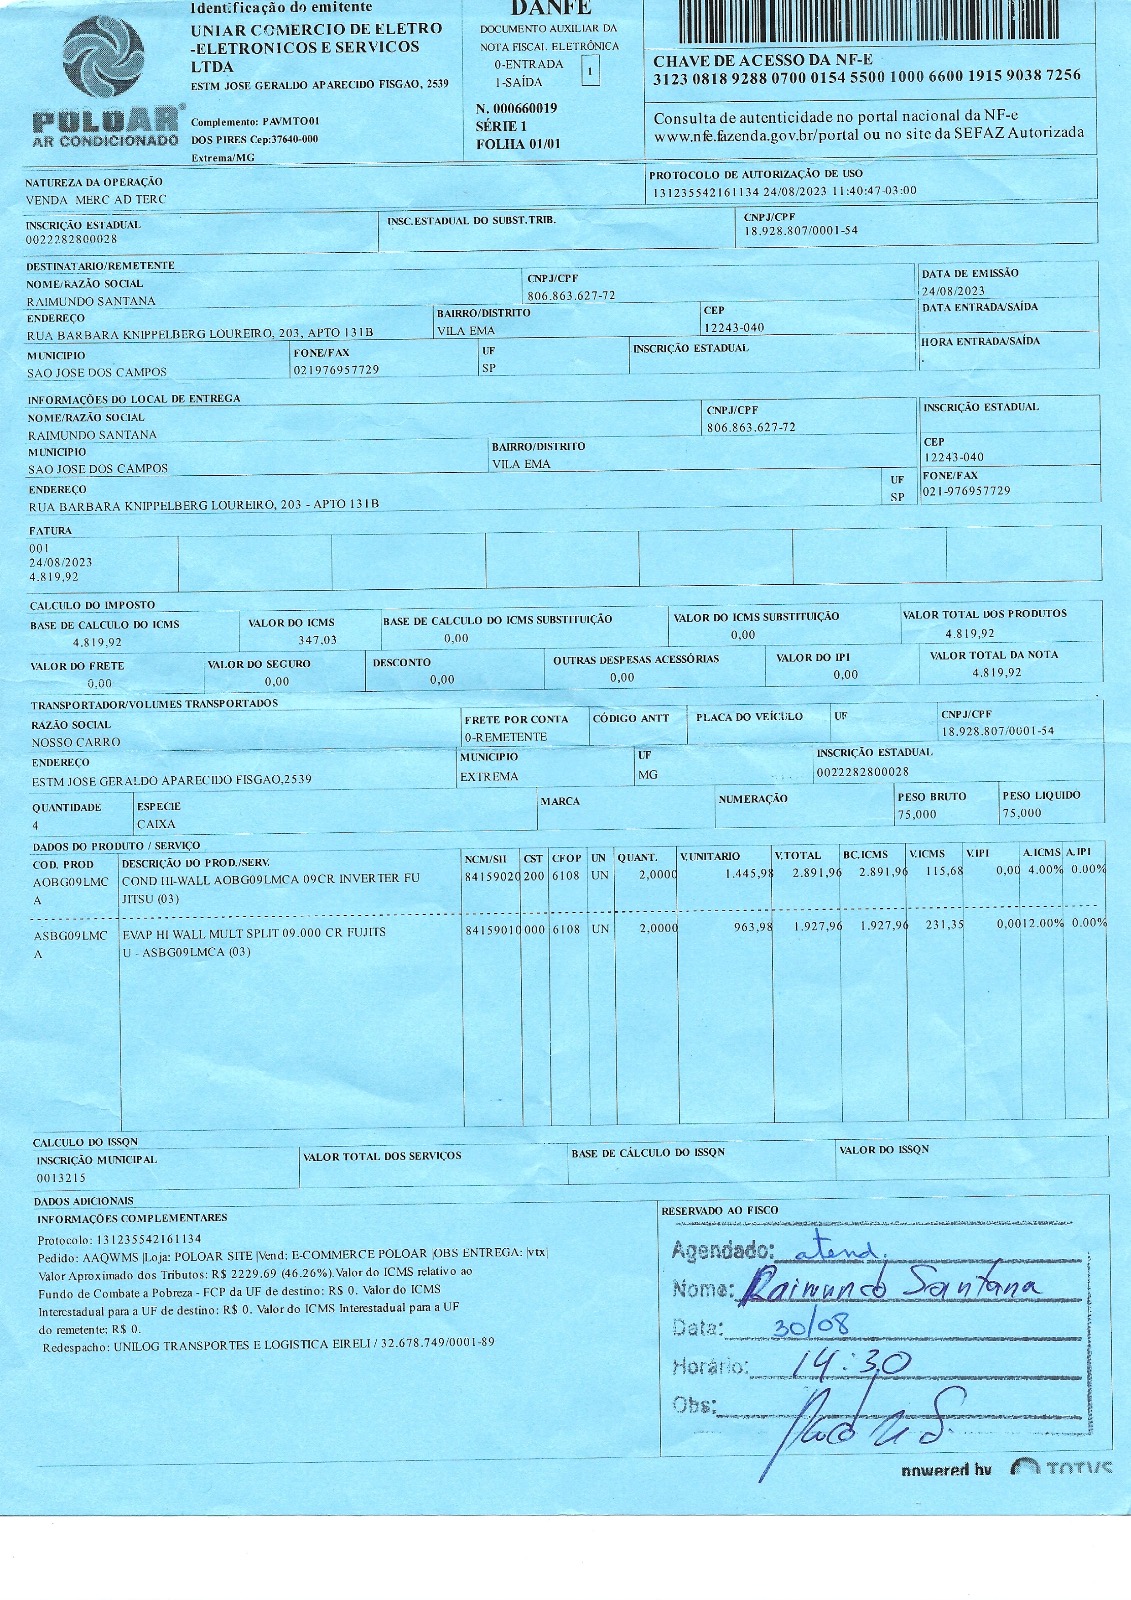 Identificação do emitente
UNIAR COMERCIO DE ELETRO
-ELETRONICOS E SERVICOS
LTDA
ESTM JOSE GERALDO APARECIDO FISGAO, 2539
Complemento: PAVMTO01
DOS PIRES Cep:37640-000
Extrema/MG
POLOAR
AR CONDICIONADO
DANFE
DOCUMENTO AUXILIAR DA
NOTA FISCAL ELETRÔNICA
0-ENTRADA
1-SAÍDA
1
N. 000660019
SÉRIE 1
FOLHA 01/01
CHAVE DE ACESSO DA NF-E
3123 0818 9288 0700 0154 5500 1000 6600 1915 9038 7256
Consulta de autenticidade no portal nacional da NF-e
www.nfe.fazenda.gov.br/portal ou no site da SEFAZ Autorizada
NATUREZA DA OPERAÇÃO
VENDA MERC AD TERC
PROTOCOLO DE AUTORIZAÇÃO DE USO
131235542161134 24/08/2023 11:40:47-03:00
INSCRIÇÃO ESTADUAL
0022282800028
INSC.ESTADUAL DO SUBST.TRIB.
CNPJ/CPF
18.928.807/0001-54
DESTINATARIO/REMETENTE
NOME/RAZÃO SOCIAL
RAIMUNDO SANTANA
CNPJ/CPF
806.863.627-72
DATA DE EMISSÃO
24/08/2023
ENDEREÇO
RUA BARBARA KNIPPELBERG LOUREIRO, 203, APTO 131B
BAIRRO/DISTRITO
VILA EMA
CEP
12243-040
DATA ENTRADA/SAÍDA
MUNICIPIO
SAO JOSE DOS CAMPOS
FONE/FAX
021976957729
UF
SP
INSCRIÇÃO ESTADUAL
HORA ENTRADA/SAÍDA
INFORMAÇÕES DO LOCAL DE ENTREGA
NOME/RAZÃO SOCIAL
RAIMUNDO SANTANA
CNPJ/CPF
806.863.627-72
INSCRIÇÃO ESTADUAL
MUNICIPIO
SAO JOSE DOS CAMPOS
BAIRRO/DISTRITO
VILA EMA
CEP
12243-040
ENDEREÇO
RUA BARBARA KNIPPELBERG LOUREIRO, 203 - APTO 131B
UF
SP
FONE/FAX
021-976957729
FATURA
001
24/08/2023
4.819,92
CALCULO DO IMPOSTO
BASE DE CALCULO DO ICMS
4.819,92
VALOR DO ICMS
347,03
BASE DE CALCULO DO ICMS SUBSTITUIÇÃO
0,00
VALOR DO ICMS SUBSTITUIÇÃO
0,00
VALOR TOTAL DOS PRODUTOS
4.819,92
VALOR DO FRETE
0,00
VALOR DO SEGURO
0,00
DESCONTO
0,00
OUTRAS DESPESAS ACESSÓRIAS
0,00
VALOR DO IPI
0,00
VALOR TOTAL DA NOTA
4.819,92
TRANSPORTADOR/VOLUMES TRANSPORTADOS
RAZÃO SOCIAL
NOSSO CARRO
FRETE POR CONTA
0-REMETENTE
CÓDIGO ANTT
PLACA DO VEÍCULO
UF
CNPJ/CPF
18.928.807/0001-54
ENDEREÇO
ESTM JOSE GERALDO APARECIDO FISGAO,2539
MUNICIPIO
EXTREMA
UF
MG
INSCRIÇÃO ESTADUAL
0022282800028
QUANTIDADE
4
ESPECIE
CAIXA
MARCA
NUMERAÇÃO
PESO BRUTO
75,000
PESO LIQUIDO
75,000
DADOS DO PRODUTO / SERVIÇO
COD. PROD DESCRIÇÃO DO PROD./SERV. NCM/SH CST CFOP UN QUANT. V.UNITARIO V.TOTAL BC.ICMS V.ICMS V.IPI A.ICMS A.IPI
AOBG09LMC COND HI-WALL AOBG09LMCA 09CR INVERTER FU 84159020 200 6108 UN 2,0000 1.445,98 2.891,96 2.891,96 115,68 0,00 4.00% 0.00%
A JITSU (03)
ASBG09LMC EVAP HI WALL MULT SPLIT 09.000 CR FUJITS 84159010 000 6108 UN 2,0000 963,98 1.927,96 1.927,96 231,35 0,00 12.00% 0.00%
A U - ASBG09LMCA (03)
CALCULO DO ISSQN
INSCRIÇÃO MUNICIPAL
0013215
VALOR TOTAL DOS SERVIÇOS
BASE DE CÁLCULO DO ISSQN
VALOR DO ISSQN
DADOS ADICIONAIS
INFORMAÇÕES COMPLEMENTARES
Protocolo: 131235542161134
Pedido: AAQWMS |Loja: POLOAR SITE |Vend: E-COMMERCE POLOAR |OBS ENTREGA: |vtx|
Valor Aproximado dos Tributos: R$ 2229.69 (46.26%).Valor do ICMS relativo ao
Fundo de Combate a Pobreza - FCP da UF de destino: R$ 0. Valor do ICMS
Interestadual para a UF de destino: R$ 0. Valor do ICMS Interestadual para a UF
do remetente: R$ 0.
Redespacho: UNILOG TRANSPORTES E LOGISTICA EIRELI / 32.678.749/0001-89
RESERVADO AO FISCO
Agendado: atend.
Nome: Raimundo Santana
Data: 30/08
Horário: 14:30
Obs:
powered by TOTVS